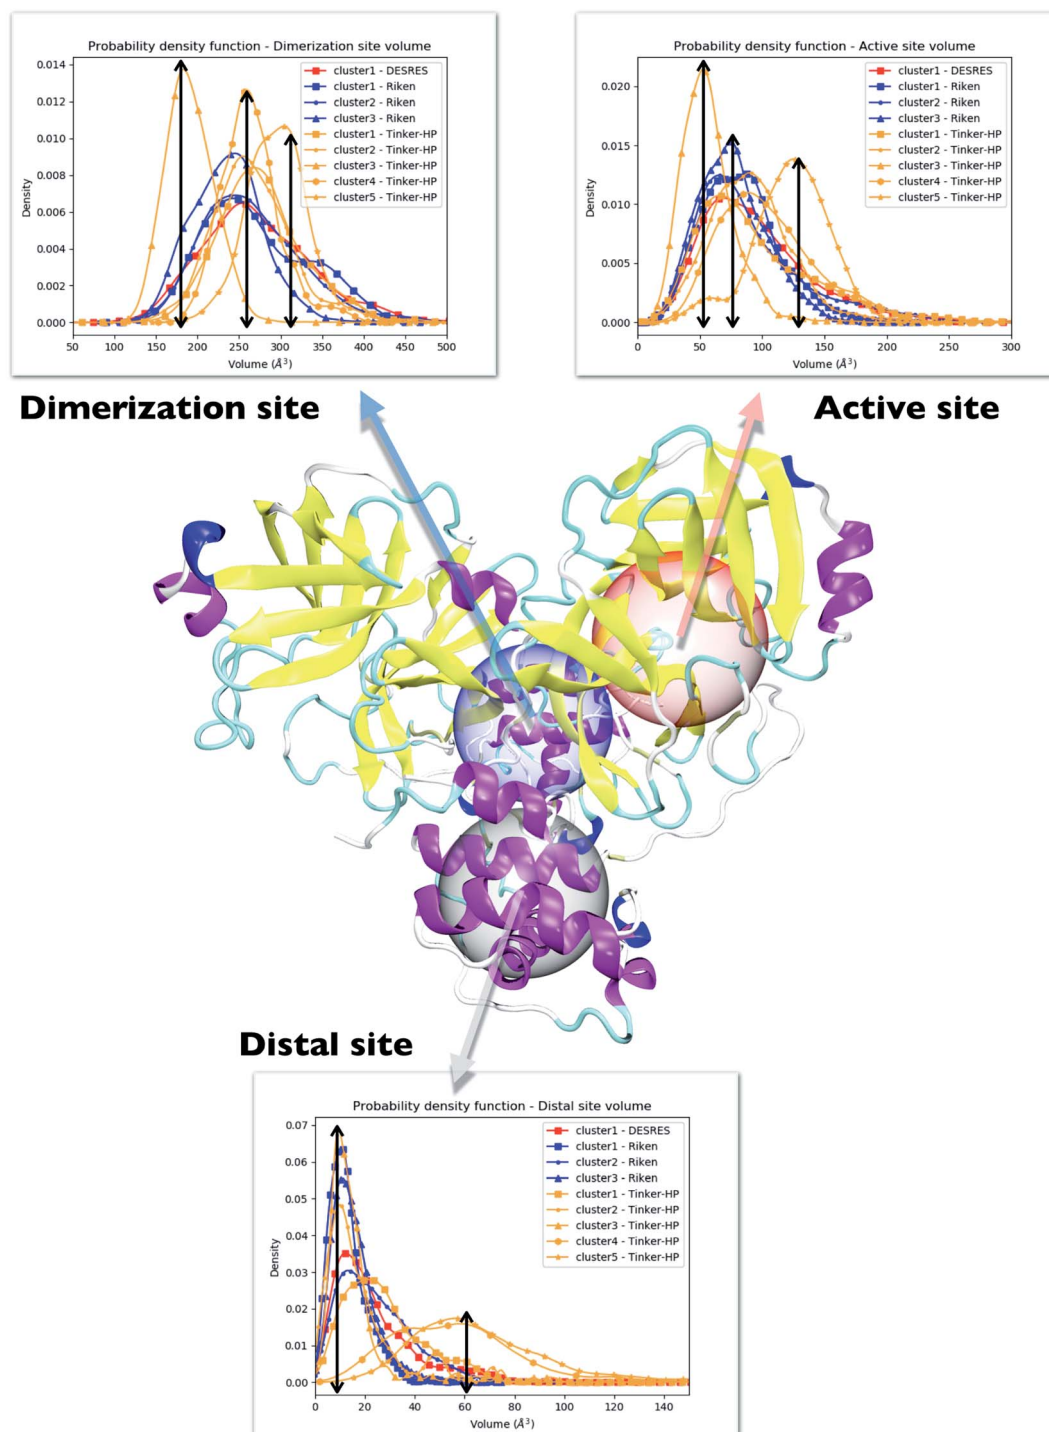 Probability density function - Dimerization site volume
0.014
0.012
0.010
0.008
0.006
0.004
0.002
0.000
Density
50 100 150 200 250 300 350 400 450 500
Volume (Å³)
cluster1 - DESRES
cluster1 - Riken
cluster2 - Riken
cluster3 - Riken
cluster1 - Tinker-HP
cluster2 - Tinker-HP
cluster3 - Tinker-HP
cluster4 - Tinker-HP
cluster5 - Tinker-HP
Probability density function - Active site volume
0.020
0.015
0.010
0.005
0.000
Density
0 50 100 150 200 250 300
Volume (Å³)
cluster1 - DESRES
cluster1 - Riken
cluster2 - Riken
cluster3 - Riken
cluster1 - Tinker-HP
cluster2 - Tinker-HP
cluster3 - Tinker-HP
cluster4 - Tinker-HP
cluster5 - Tinker-HP
Dimerization site
Active site
Distal site
Probability density function - Distal site volume
0.07
0.06
0.05
0.04
0.03
0.02
0.01
0.00
Density
0 20 40 60 80 100 120 140
Volume (Å³)
cluster1 - DESRES
cluster1 - Riken
cluster2 - Riken
cluster3 - Riken
cluster1 - Tinker-HP
cluster2 - Tinker-HP
cluster3 - Tinker-HP
cluster4 - Tinker-HP
cluster5 - Tinker-HP